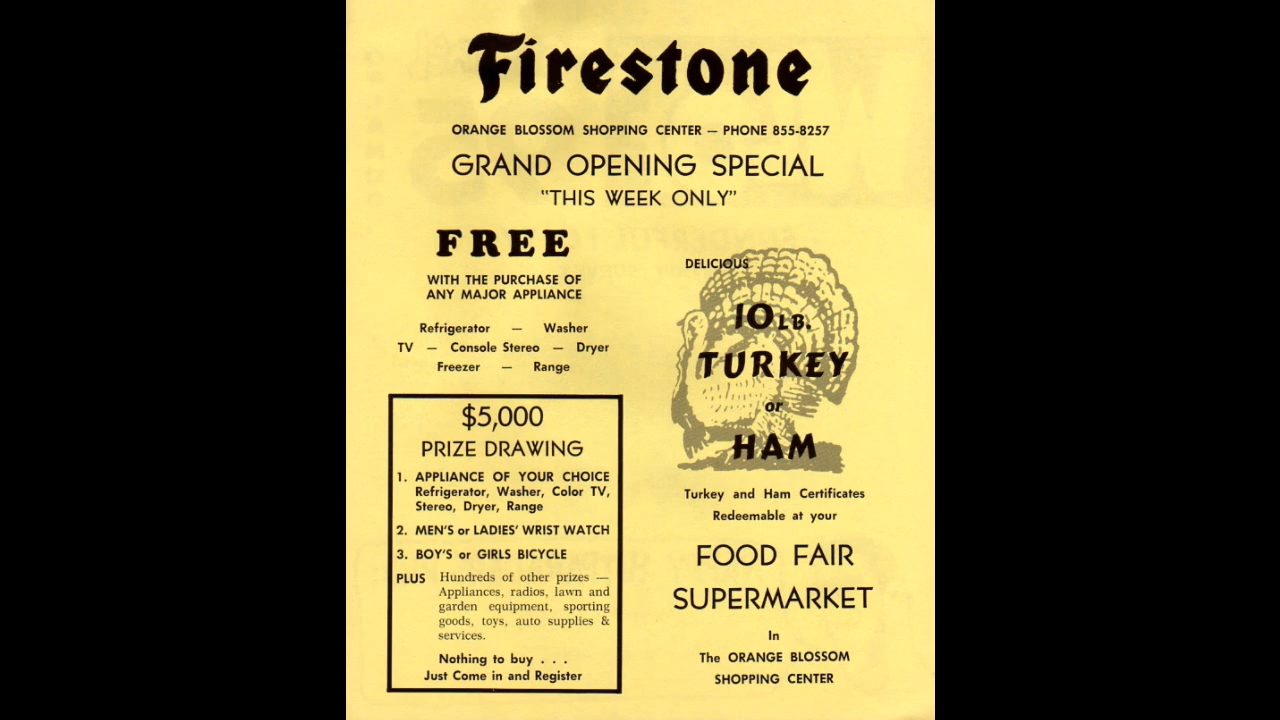 Firestone
ORANGE BLOSSOM SHOPPING CENTER — PHONE 855-8257
GRAND OPENING SPECIAL
"THIS WEEK ONLY"
FREE
WITH THE PURCHASE OF
ANY MAJOR APPLIANCE
Refrigerator — Washer
TV — Console Stereo — Dryer
Freezer — Range
$5,000
PRIZE DRAWING
1. APPLIANCE OF YOUR CHOICE
Refrigerator, Washer, Color TV,
Stereo, Dryer, Range
2. MEN'S or LADIES' WRIST WATCH
3. BOY'S or GIRLS BICYCLE
PLUS Hundreds of other prizes —
Appliances, radios, lawn and
garden equipment, sporting
goods, toys, auto supplies &
services.
Nothing to buy . . .
Just Come in and Register
DELICIOUS
10 LB.
TURKEY
or
HAM
Turkey and Ham Certificates
Redeemable at your
FOOD FAIR
SUPERMARKET
In
The ORANGE BLOSSOM
SHOPPING CENTER